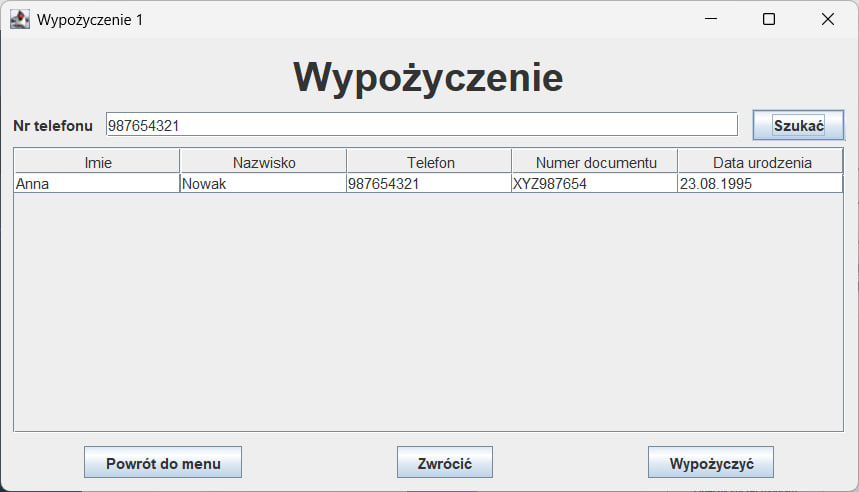 Wypożyczenie 1
Wypożyczenie
Nr telefonu 987654321 Szukać
Imie Nazwisko Telefon Numer documentu Data urodzenia
Anna Nowak 987654321 XYZ987654 23.08.1995
Powrót do menu Zwrócić Wypożyczyć